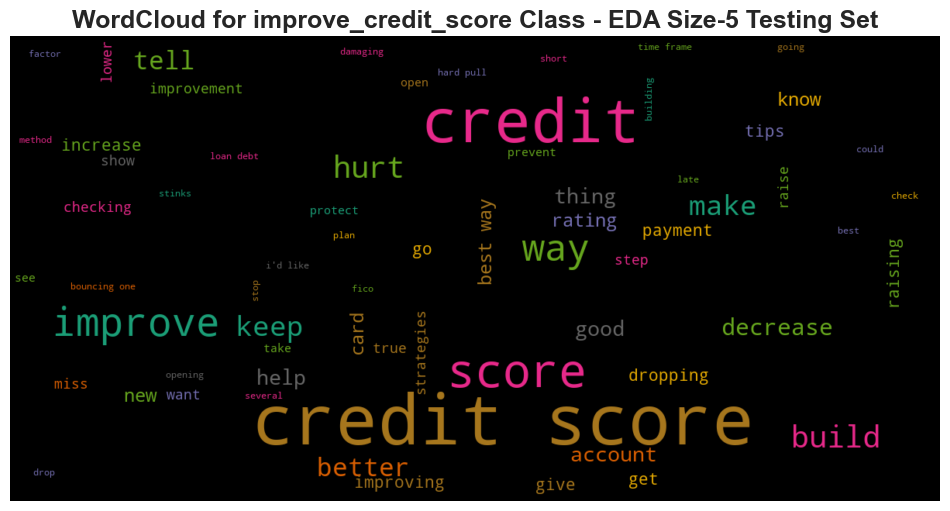 WordCloud for improve_credit_score Class - EDA Size-5 Testing Set
factor
lower
tell
damaging
time frame
going
short
hard pull
improvement
open
building
know
credit
method
increase
show
loan debt
hurt
prevent
tips
could
late
raise
check
stinks
thing
checking
protect
rating
make
best way
payment
best
plan
go
way
step
raising
i'd like
see
bouncing one
stop
fico
improve
keep
card
true
strategies
good
decrease
take
miss
opening
help
score
dropping
new
want
several
credit score
build
better
account
drop
improving
give
get